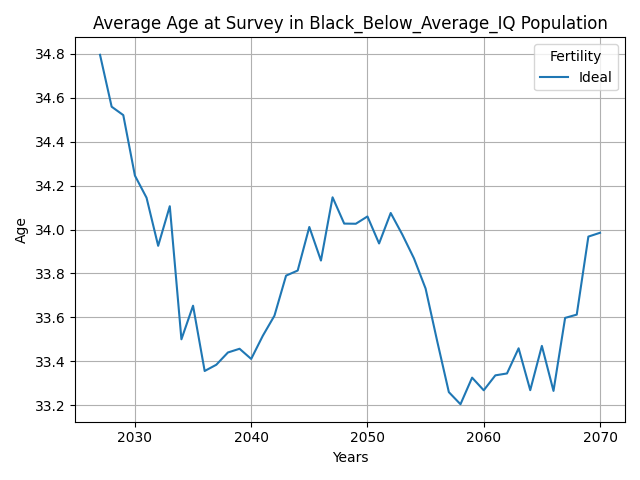 Average Age at Survey in Black_Below_Average_IQ Population
Fertility
Ideal
34.8
34.6
34.4
34.2
34.0
33.8
33.6
33.4
33.2
Age
2030 2040 2050 2060 2070
Years